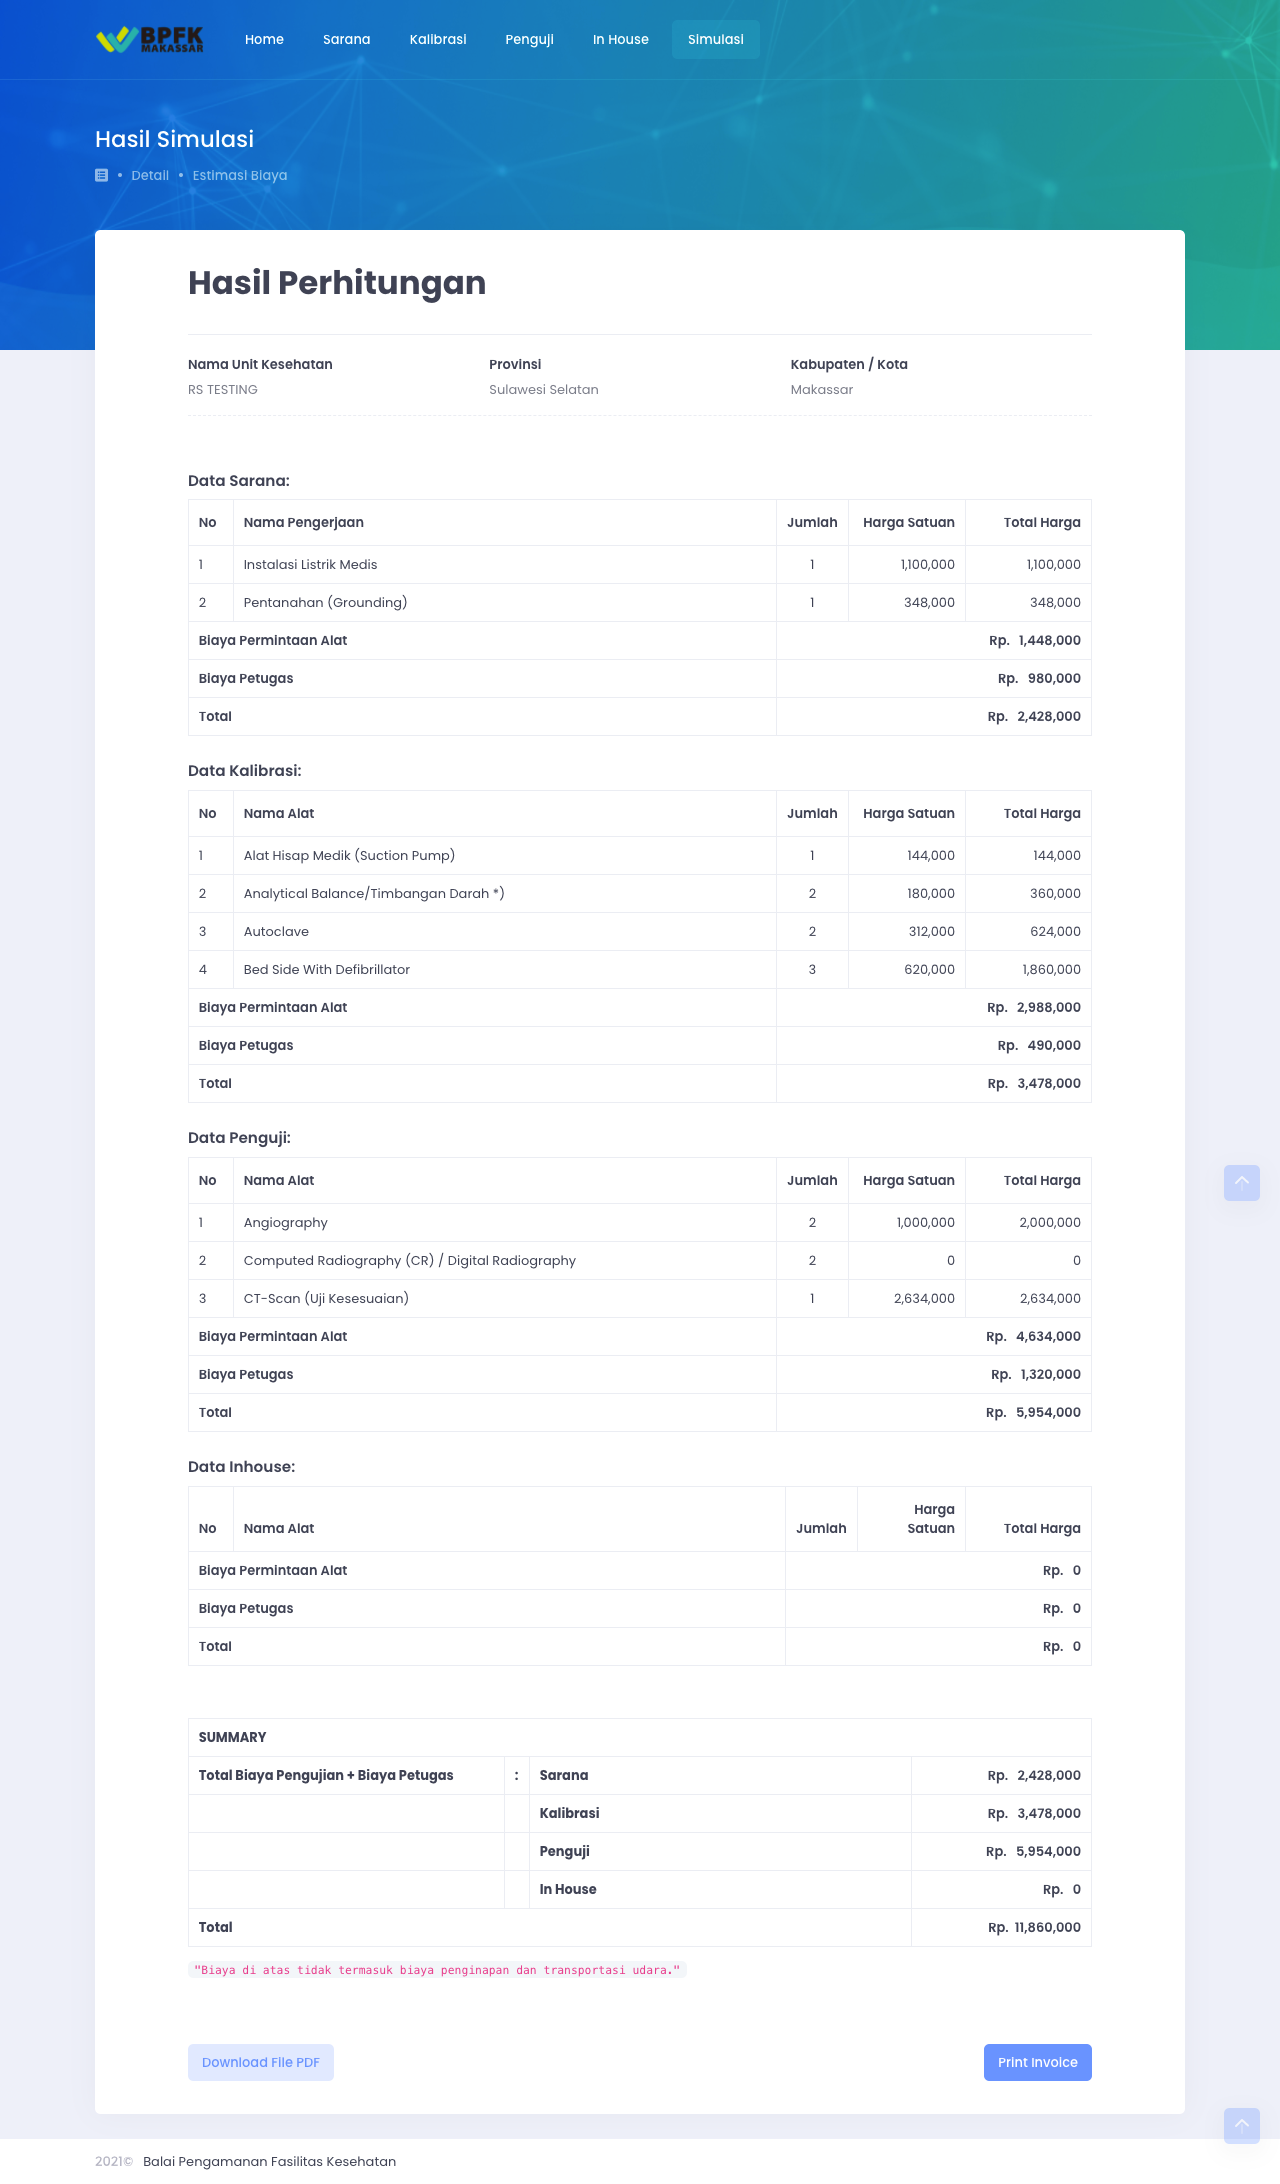 BPFK
MAKASSAR
Home Sarana Kalibrasi Penguji In House Simulasi
Hasil Simulasi
• Detail • Estimasi Biaya
Hasil Perhitungan
Nama Unit Kesehatan Provinsi Kabupaten / Kota
RS TESTING Sulawesi Selatan Makassar
Data Sarana:
No Nama Pengerjaan Jumlah Harga Satuan Total Harga
1 Instalasi Listrik Medis 1 1,100,000 1,100,000
2 Pentanahan (Grounding) 1 348,000 348,000
Biaya Permintaan Alat Rp. 1,448,000
Biaya Petugas Rp. 980,000
Total Rp. 2,428,000
Data Kalibrasi:
No Nama Alat Jumlah Harga Satuan Total Harga
1 Alat Hisap Medik (Suction Pump) 1 144,000 144,000
2 Analytical Balance/Timbangan Darah *) 2 180,000 360,000
3 Autoclave 2 312,000 624,000
4 Bed Side With Defibrillator 3 620,000 1,860,000
Biaya Permintaan Alat Rp. 2,988,000
Biaya Petugas Rp. 490,000
Total Rp. 3,478,000
Data Penguji:
No Nama Alat Jumlah Harga Satuan Total Harga
1 Angiography 2 1,000,000 2,000,000
2 Computed Radiography (CR) / Digital Radiography 2 0 0
3 CT-Scan (Uji Kesesuaian) 1 2,634,000 2,634,000
Biaya Permintaan Alat Rp. 4,634,000
Biaya Petugas Rp. 1,320,000
Total Rp. 5,954,000
Data Inhouse:
Harga
No Nama Alat Jumlah Satuan Total Harga
Biaya Permintaan Alat Rp. 0
Biaya Petugas Rp. 0
Total Rp. 0
SUMMARY
Total Biaya Pengujian + Biaya Petugas : Sarana Rp. 2,428,000
Kalibrasi Rp. 3,478,000
Penguji Rp. 5,954,000
In House Rp. 0
Total Rp. 11,860,000
"Biaya di atas tidak termasuk biaya penginapan dan transportasi udara."
Download File PDF Print Invoice
2021© Balai Pengamanan Fasilitas Kesehatan